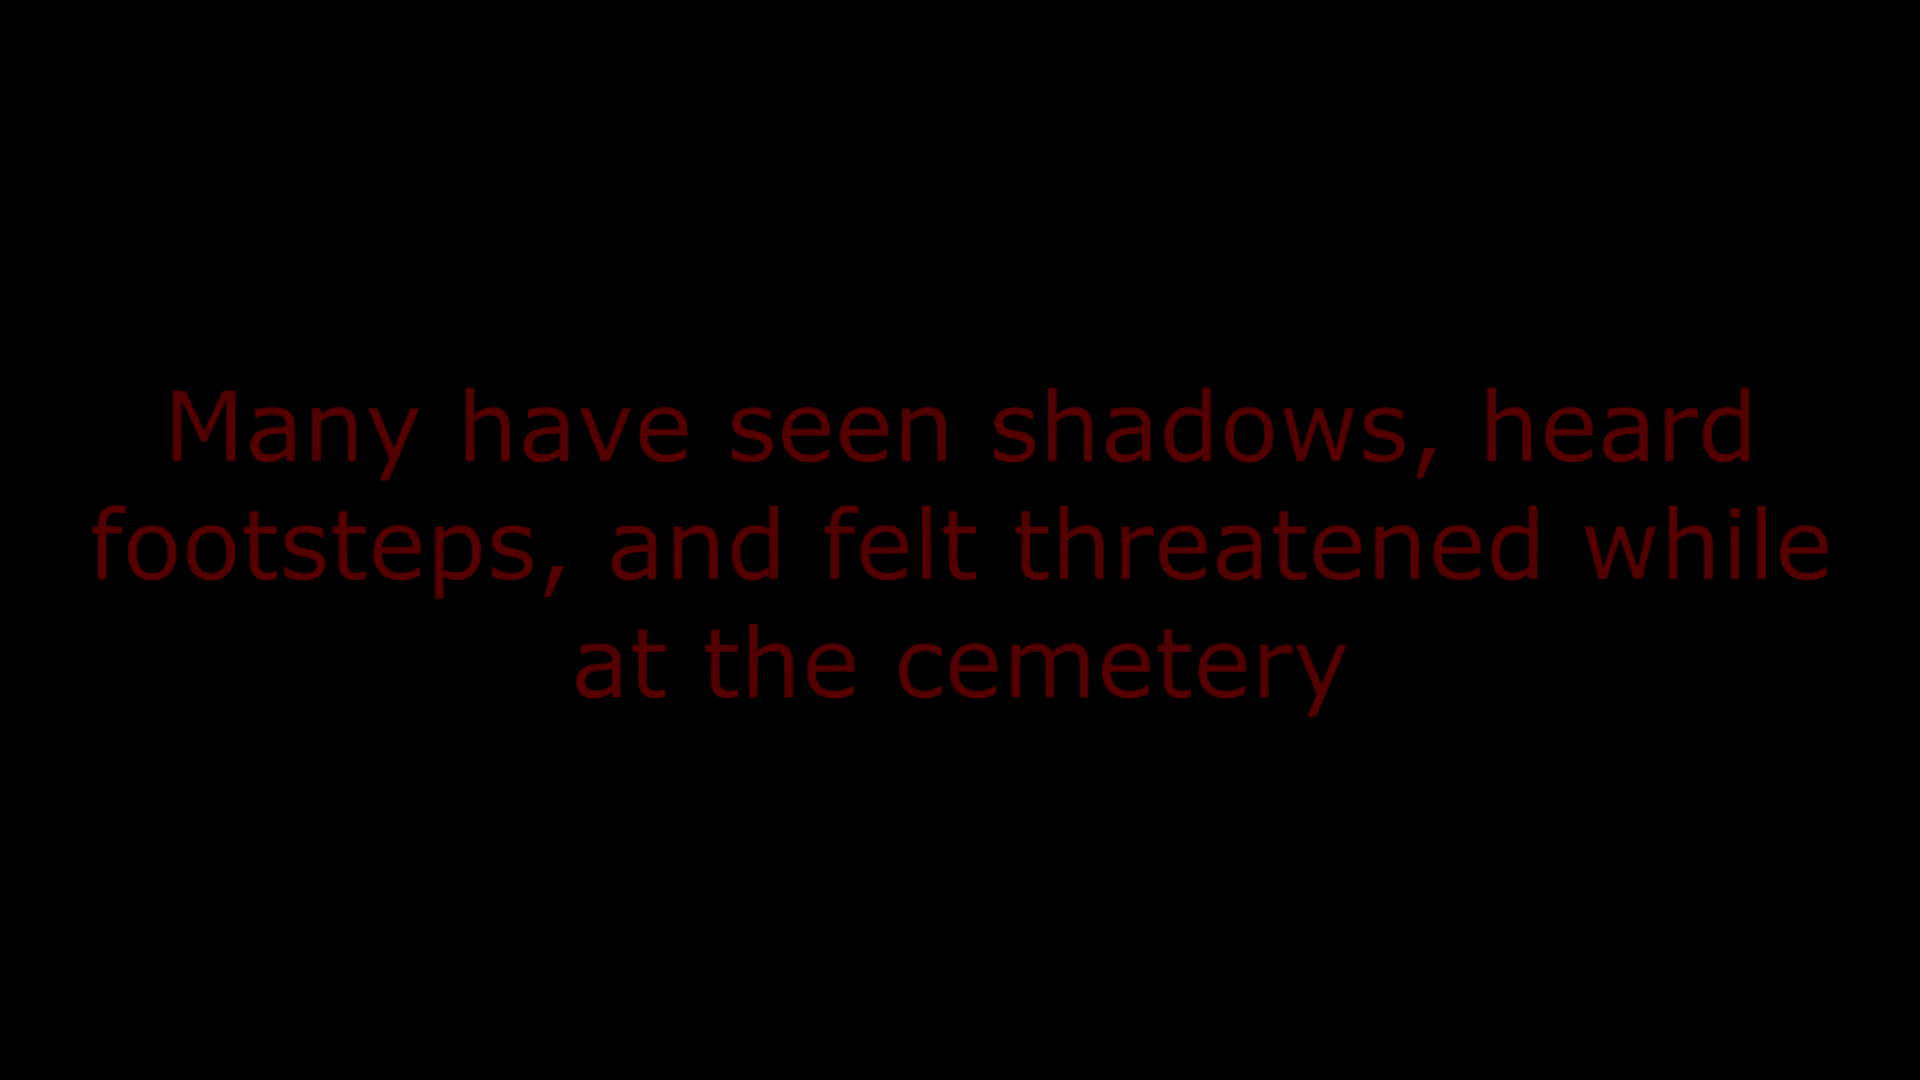 Many have seen shadows, heard
footsteps, and felt threatened while
at the cemetery